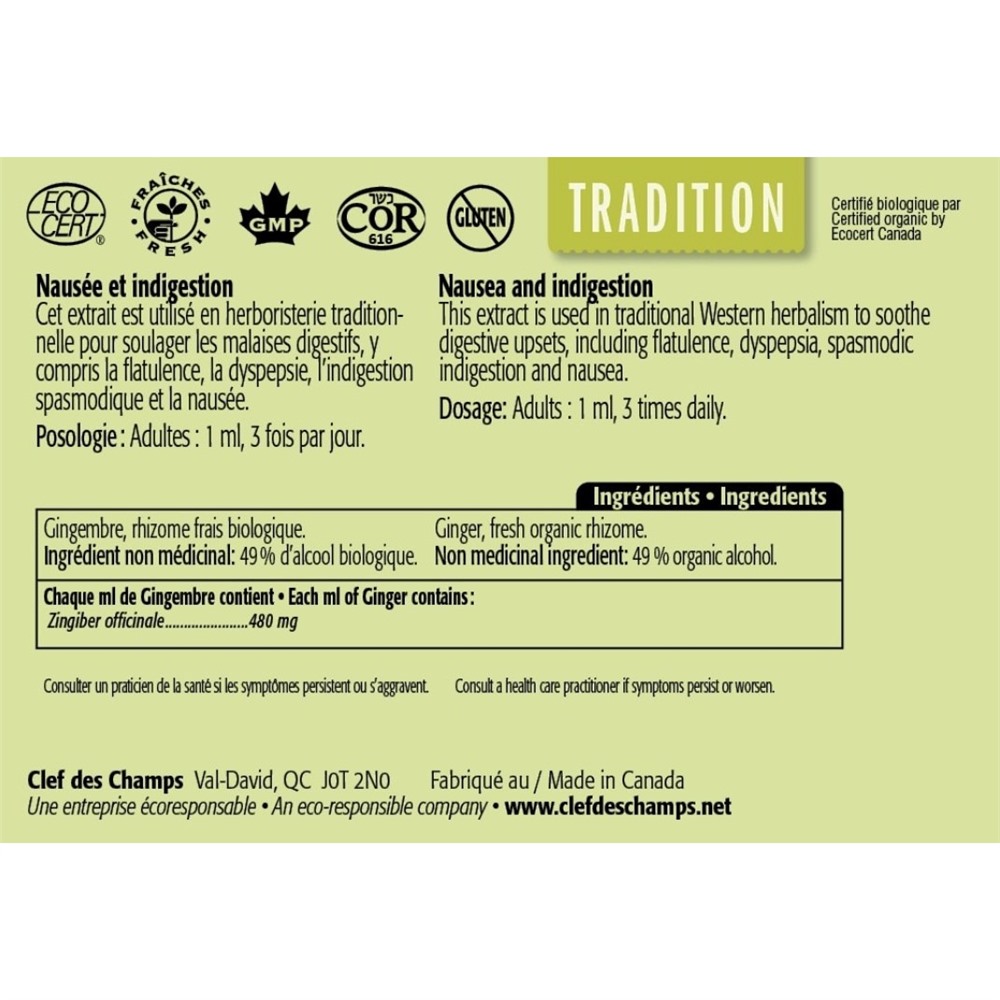 ECO
CERT
®
FRAÎCHES
FRESH
GMP
כשר
COR
616
GLUTEN
TRADITION
Certifié biologique par
Certified organic by
Ecocert Canada
Nausée et indigestion
Cet extrait est utilisé en herboristerie tradition-
nelle pour soulager les malaises digestifs, y
compris la flatulence, la dyspepsie, l'indigestion
spasmodique et la nausée.
Posologie : Adultes : 1 ml, 3 fois par jour.
Nausea and indigestion
This extract is used in traditional Western herbalism to soothe
digestive upsets, including flatulence, dyspepsia, spasmodic
indigestion and nausea.
Dosage: Adults : 1 ml, 3 times daily.
Ingrédients • Ingredients
Gingembre, rhizome frais biologique.
Ingrédient non médicinal: 49 % d'alcool biologique.
Ginger, fresh organic rhizome.
Non medicinal ingredient: 49 % organic alcohol.
Chaque ml de Gingembre contient • Each ml of Ginger contains :
Zingiber officinale......................480 mg
Consulter un praticien de la santé si les symptômes persistent ou s'aggravent.
Consult a health care practitioner if symptoms persist or worsen.
Clef des Champs Val-David, QC J0T 2N0 Fabriqué au / Made in Canada
Une entreprise écoresponsable • An eco-responsible company • www.clefdeschamps.net